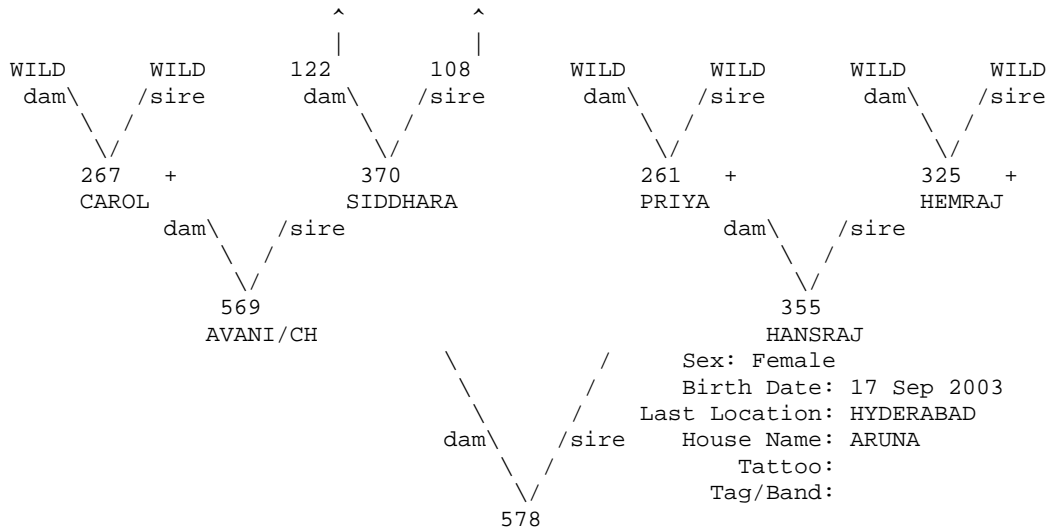 ^ ^
| |
WILD WILD 122 108 WILD WILD WILD WILD
dam\ /sire dam\ /sire dam\ /sire dam\ /sire
\ / \ / \ / \ /
\/ \/ \/ \/
267 + 370 261 + 325 +
CAROL SIDDHARA PRIYA HEMRAJ
dam\ /sire dam\ /sire
\ / \ /
\/ \/
569 355
AVANI/CH HANSRAJ
\ / Sex: Female
\ / Birth Date: 17 Sep 2003
\ / Last Location: HYDERABAD
dam\ /sire House Name: ARUNA
\ / Tattoo:
\/ Tag/Band:
578